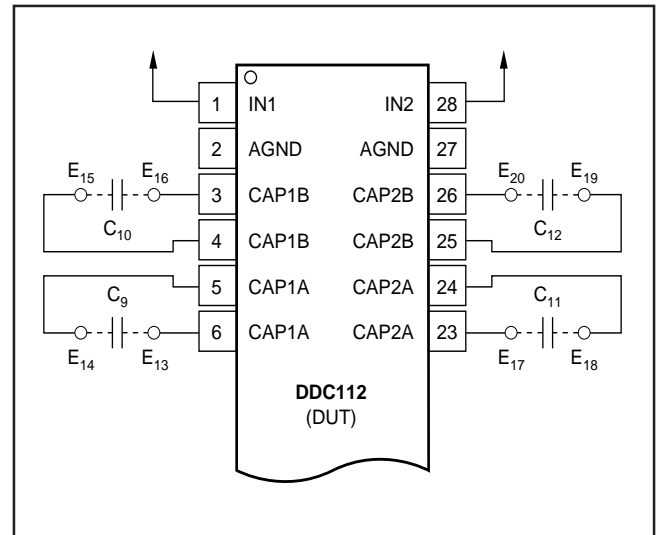 1 IN1 IN2 28
2 AGND AGND 27
E15 E16 3 CAP1B CAP2B 26 E20 E19
C10 4 CAP1B CAP2B 25 C12
C9 5 CAP1A CAP2A 24 C11
E14 E13 6 CAP1A CAP2A 23 E17 E18
DDC112
(DUT)